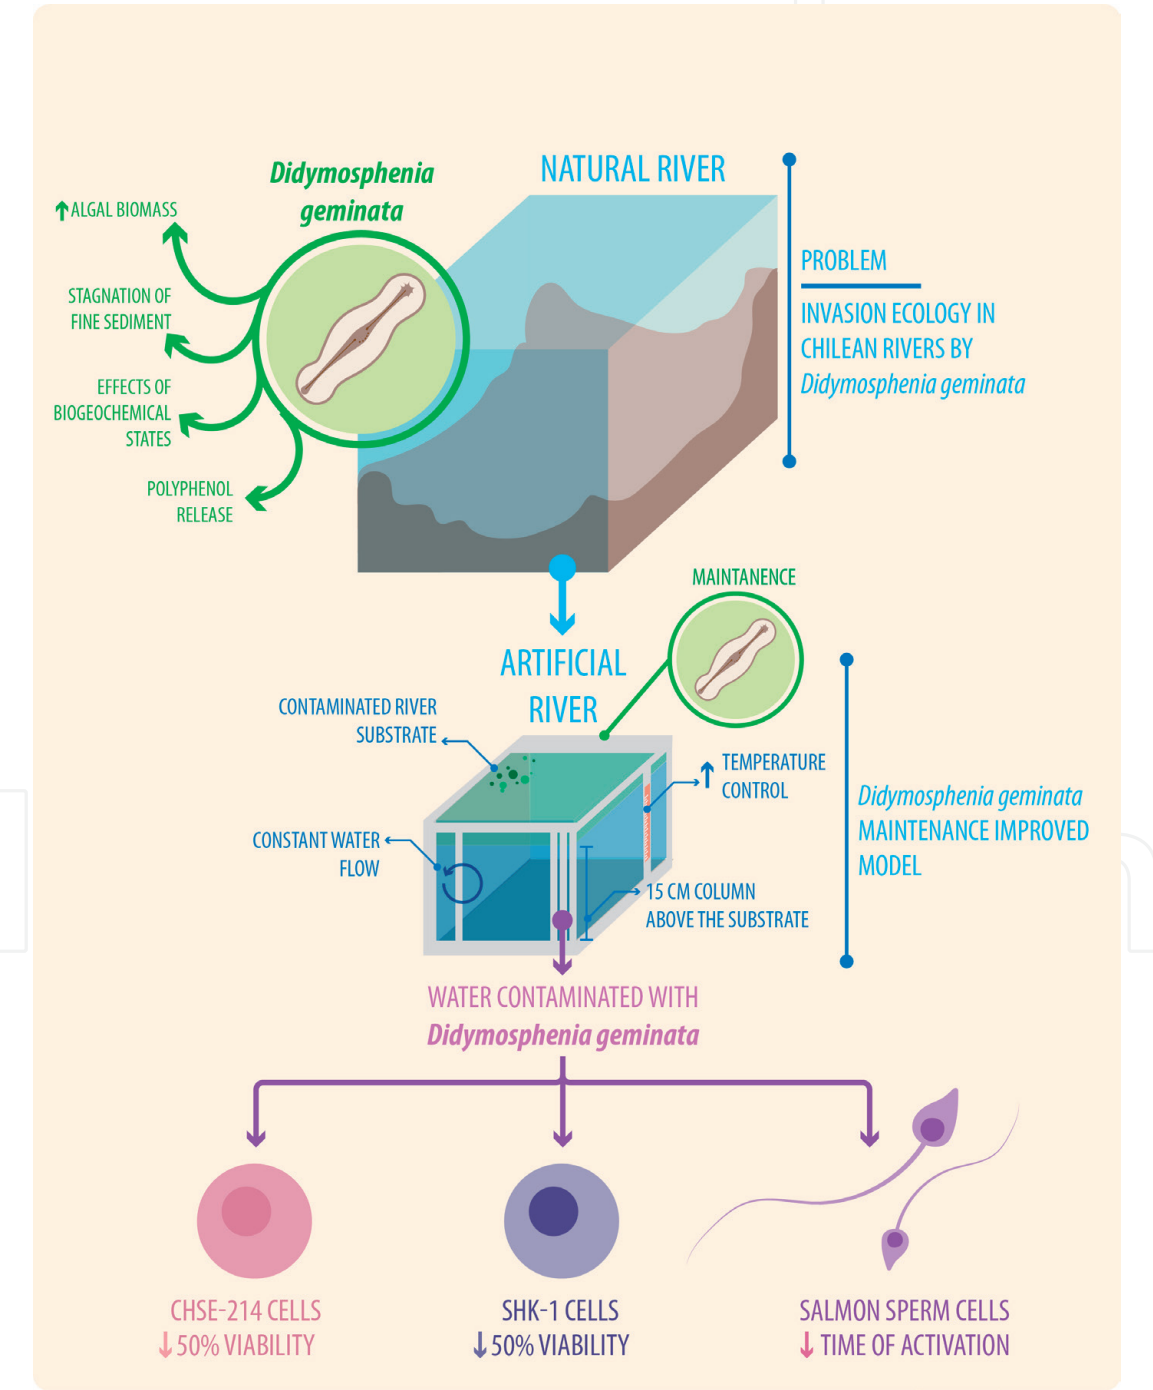 Didymosphenia
geminata
NATURAL RIVER
↑ALGAL BIOMASS
STAGNATION OF
FINE SEDIMENT
EFFECTS OF
BIOGEOCHEMICAL
STATES
POLYPHENOL
RELEASE
PROBLEM
INVASION ECOLOGY IN
CHILEAN RIVERS BY
Didymosphenia geminata
MAINTANENCE
ARTIFICIAL
RIVER
CONTAMINATED RIVER
SUBSTRATE
↑ TEMPERATURE
CONTROL
CONSTANT WATER
FLOW
15 CM COLUMN
ABOVE THE SUBSTRATE
Didymosphenia geminata
MAINTENANCE IMPROVED
MODEL
WATER CONTAMINATED WITH
Didymosphenia geminata
CHSE-214 CELLS
↓50% VIABILITY
SHK-1 CELLS
↓50% VIABILITY
SALMON SPERM CELLS
↓ TIME OF ACTIVATION